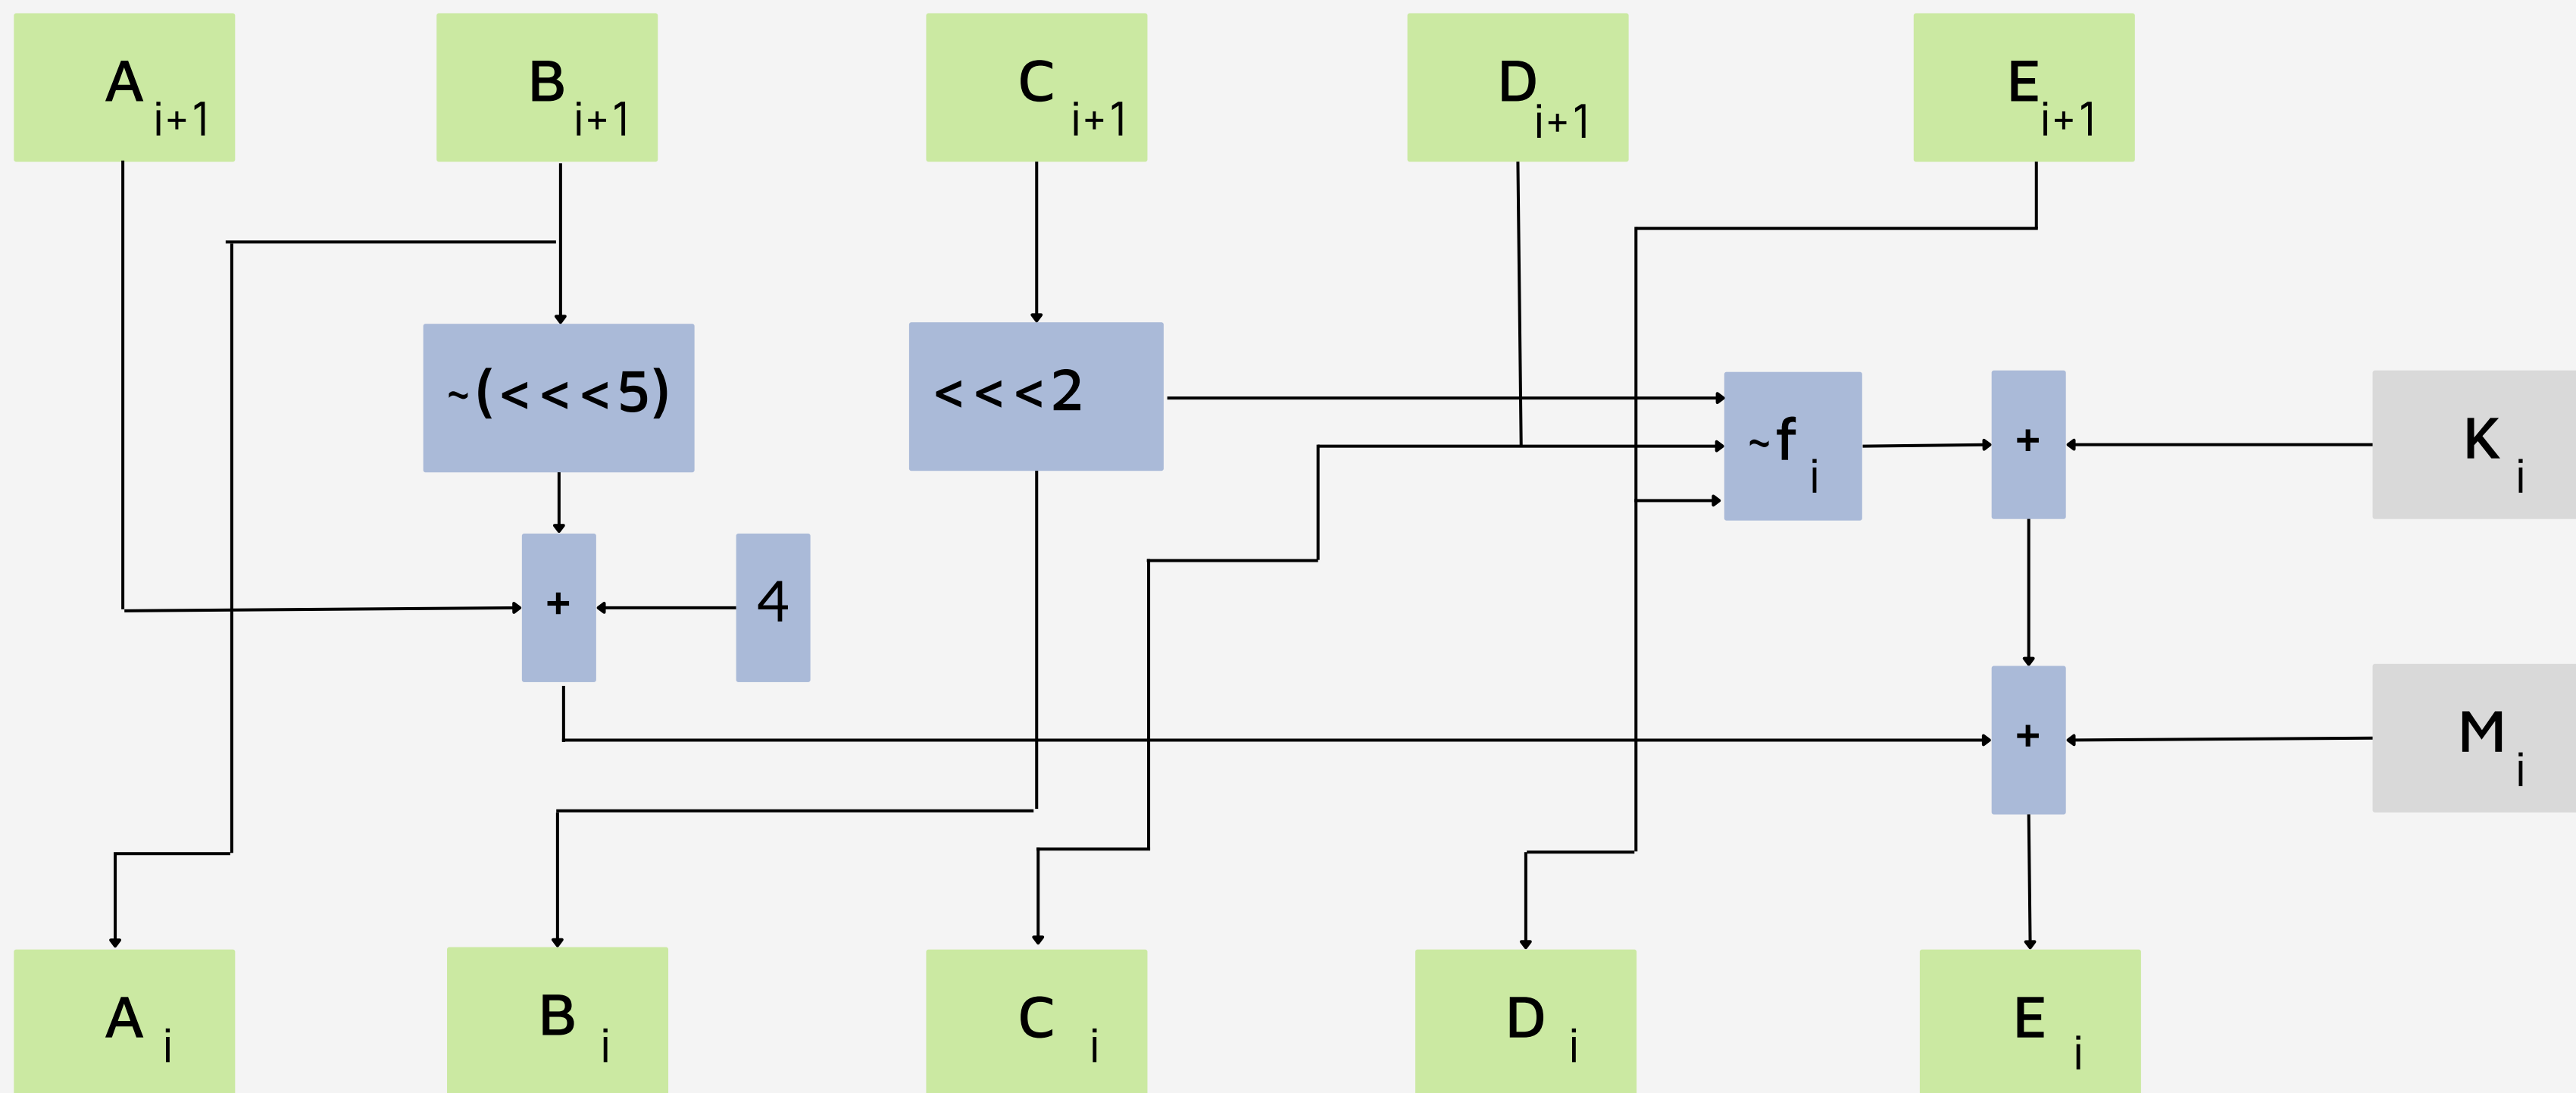 A i+1
B i+1
C i+1
D i+1
E i+1
~(<<<5)
<<<2
~f i
+
K i
+
4
+
M i
A i
B i
C i
D i
E i